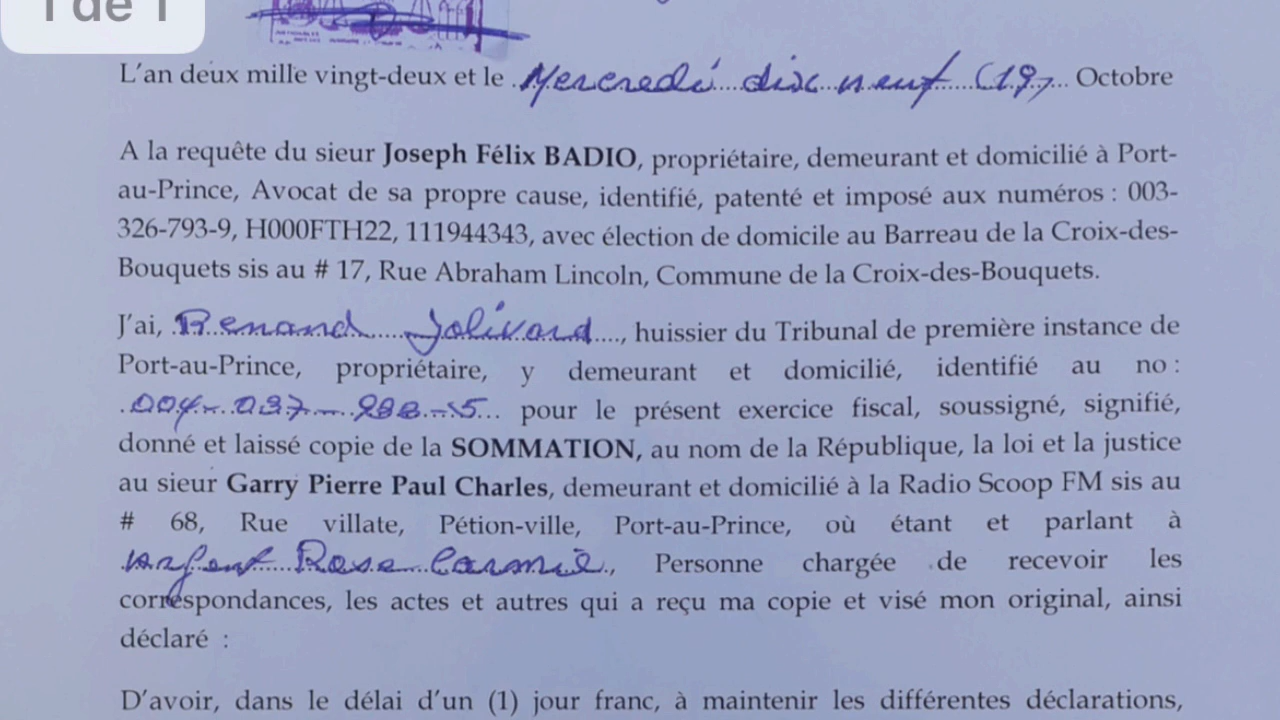 1 de 1
L'an deux mille vingt-deux et le Mercredi dix neuf (19) Octobre
A la requête du sieur Joseph Félix BADIO, propriétaire, demeurant et domicilié à Port-
au-Prince, Avocat de sa propre cause, identifié, patenté et imposé aux numéros : 003-
326-793-9, H000FTH22, 111944343, avec élection de domicile au Barreau de la Croix-des-
Bouquets sis au # 17, Rue Abraham Lincoln, Commune de la Croix-des-Bouquets.
J'ai, Renand Jolivard, huissier du Tribunal de première instance de
Port-au-Prince, propriétaire, y demeurant et domicilié, identifié au no :
pour le présent exercice fiscal, soussigné, signifié,
donné et laissé copie de la SOMMATION, au nom de la République, la loi et la justice
au sieur Garry Pierre Paul Charles, demeurant et domicilié à la Radio Scoop FM sis au
# 68, Rue villate, Pétion-ville, Port-au-Prince, où étant et parlant à
Rose Carmie, Personne chargée de recevoir les
correspondances, les actes et autres qui a reçu ma copie et visé mon original, ainsi
déclaré :
D'avoir, dans le délai d'un (1) jour franc, à maintenir les différentes déclarations,